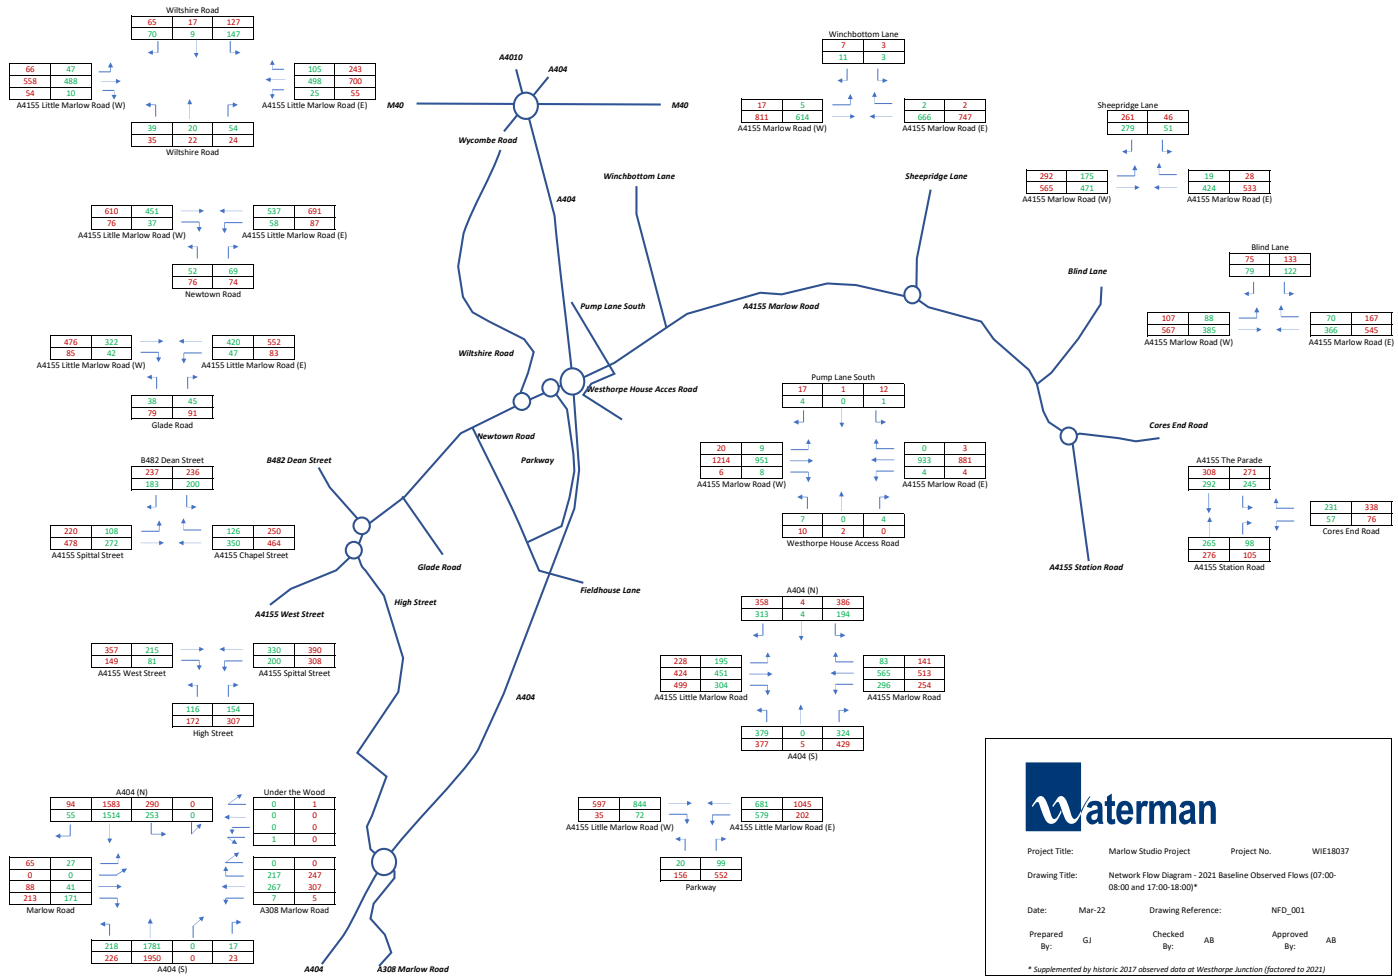 Wiltshire Road
65 17 127
70 9 147
66 47
558 488
54 10
A4155 Little Marlow Road (W)
105 243
498 700
25 55
A4155 Little Marlow Road (E)
39 20 54
35 22 24
Wiltshire Road
610 451
76 37
A4155 Litlle Marlow Road (W)
537 691
58 87
A4155 Little Marlow Road (E)
52 69
76 74
Newtown Road
476 322
85 42
A4155 Little Marlow Road (W)
420 552
47 83
A4155 Little Marlow Road (E)
38 45
79 91
Glade Road
B482 Dean Street
237 236
183 200
220 108
478 272
A4155 Spittal Street
126 250
350 464
A4155 Chapel Street
357 215
149 81
A4155 West Street
330 390
200 308
A4155 Spittal Street
116 154
172 307
High Street
A404 (N)
94 1583 290 0
55 1514 253 0
Under the Wood
0 1
0 0
0 0
1 0
65 27
0 0
88 41
213 171
Marlow Road
0 0
217 247
267 307
7 5
A308 Marlow Road
218 1781 0 17
226 1950 0 23
A404 (S)
A4010
A404
M40
M40
Wycombe Road
A404
Winchbottom Lane
Sheepridge Lane
Blind Lane
Pump Lane South
A4155 Marlow Road
Wiltshire Road
Westhorpe House Acces Road
Newtown Road
Parkway
B482 Dean Street
Cores End Road
Glade Road
Fieldhouse Lane
High Street
A4155 West Street
A4155 Station Road
A404
A404
A308 Marlow Road
Winchbottom Lane
7 3
11 3
17 5
811 614
A4155 Marlow Road (W)
2 2
666 747
A4155 Marlow Road (E)
Sheepridge Lane
261 46
279 51
292 175
565 471
A4155 Marlow Road (W)
19 28
424 533
A4155 Marlow Road (E)
Blind Lane
75 133
79 122
107 88
567 385
A4155 Marlow Road (W)
70 167
366 545
A4155 Marlow Road (E)
Pump Lane South
17 1 12
4 0 1
20 9
1214 951
6 8
A4155 Marlow Road (W)
0 3
933 881
4 4
A4155 Marlow Road (E)
7 0 4
10 2 0
Westhorpe House Access Road
A4155 The Parade
308 271
292 245
231 338
57 76
Cores End Road
265 98
276 105
A4155 Station Road
A404 (N)
358 4 386
313 4 194
228 195
424 451
499 304
A4155 Little Marlow Road
83 141
565 513
296 254
A4155 Marlow Road
379 0 324
377 5 429
A404 (S)
597 844
35 72
A4155 Litlle Marlow Road (W)
681 1045
579 202
A4155 Little Marlow Road (E)
20 99
156 552
Parkway
Waterman
Project Title: Marlow Studio Project Project No. WIE18037
Drawing Title: Network Flow Diagram - 2021 Baseline Observed Flows (07:00-
08:00 and 17:00-18:00)*
Date: Mar-22 Drawing Reference: NFD_001
Prepared By: GJ Checked By: AB Approved By: AB
* Supplemented by historic 2017 observed data at Westhorpe Junction (factored to 2021)